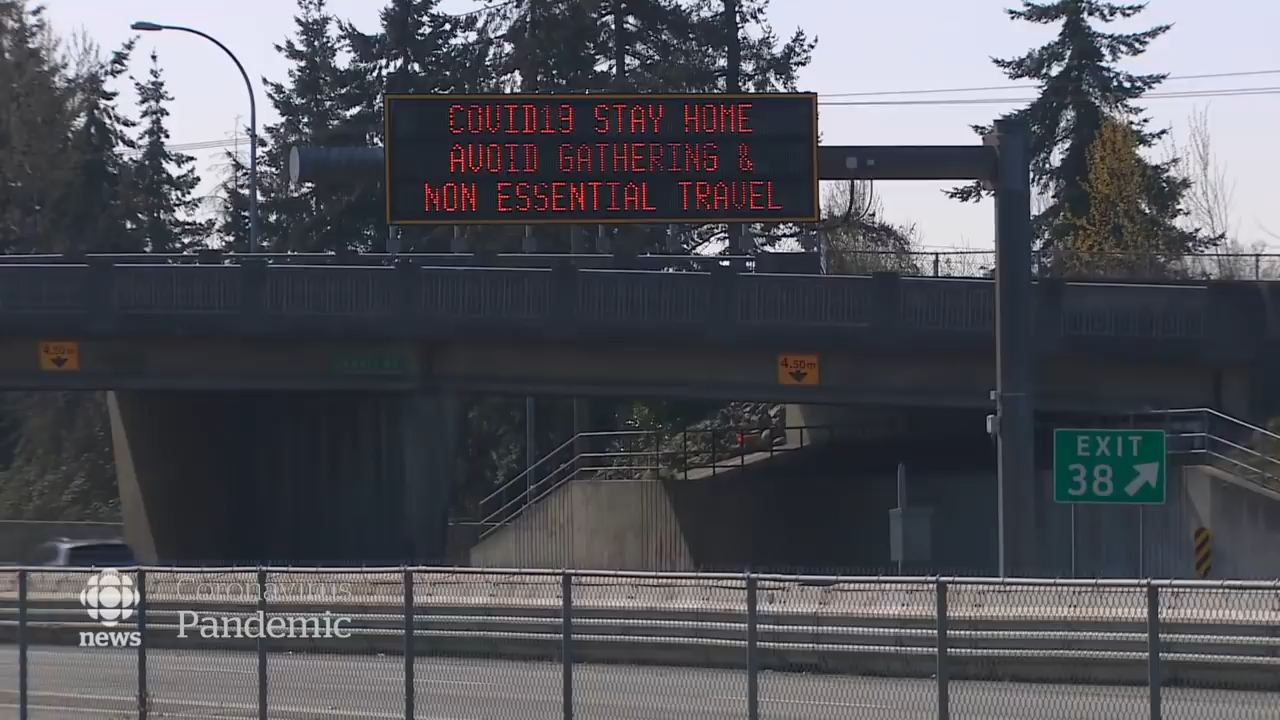 COVID19 STAY HOME
AVOID GATHERING &
NON ESSENTIAL TRAVEL
4.50m
4.50m
EXIT
38
Coronavirus
Pandemic
news